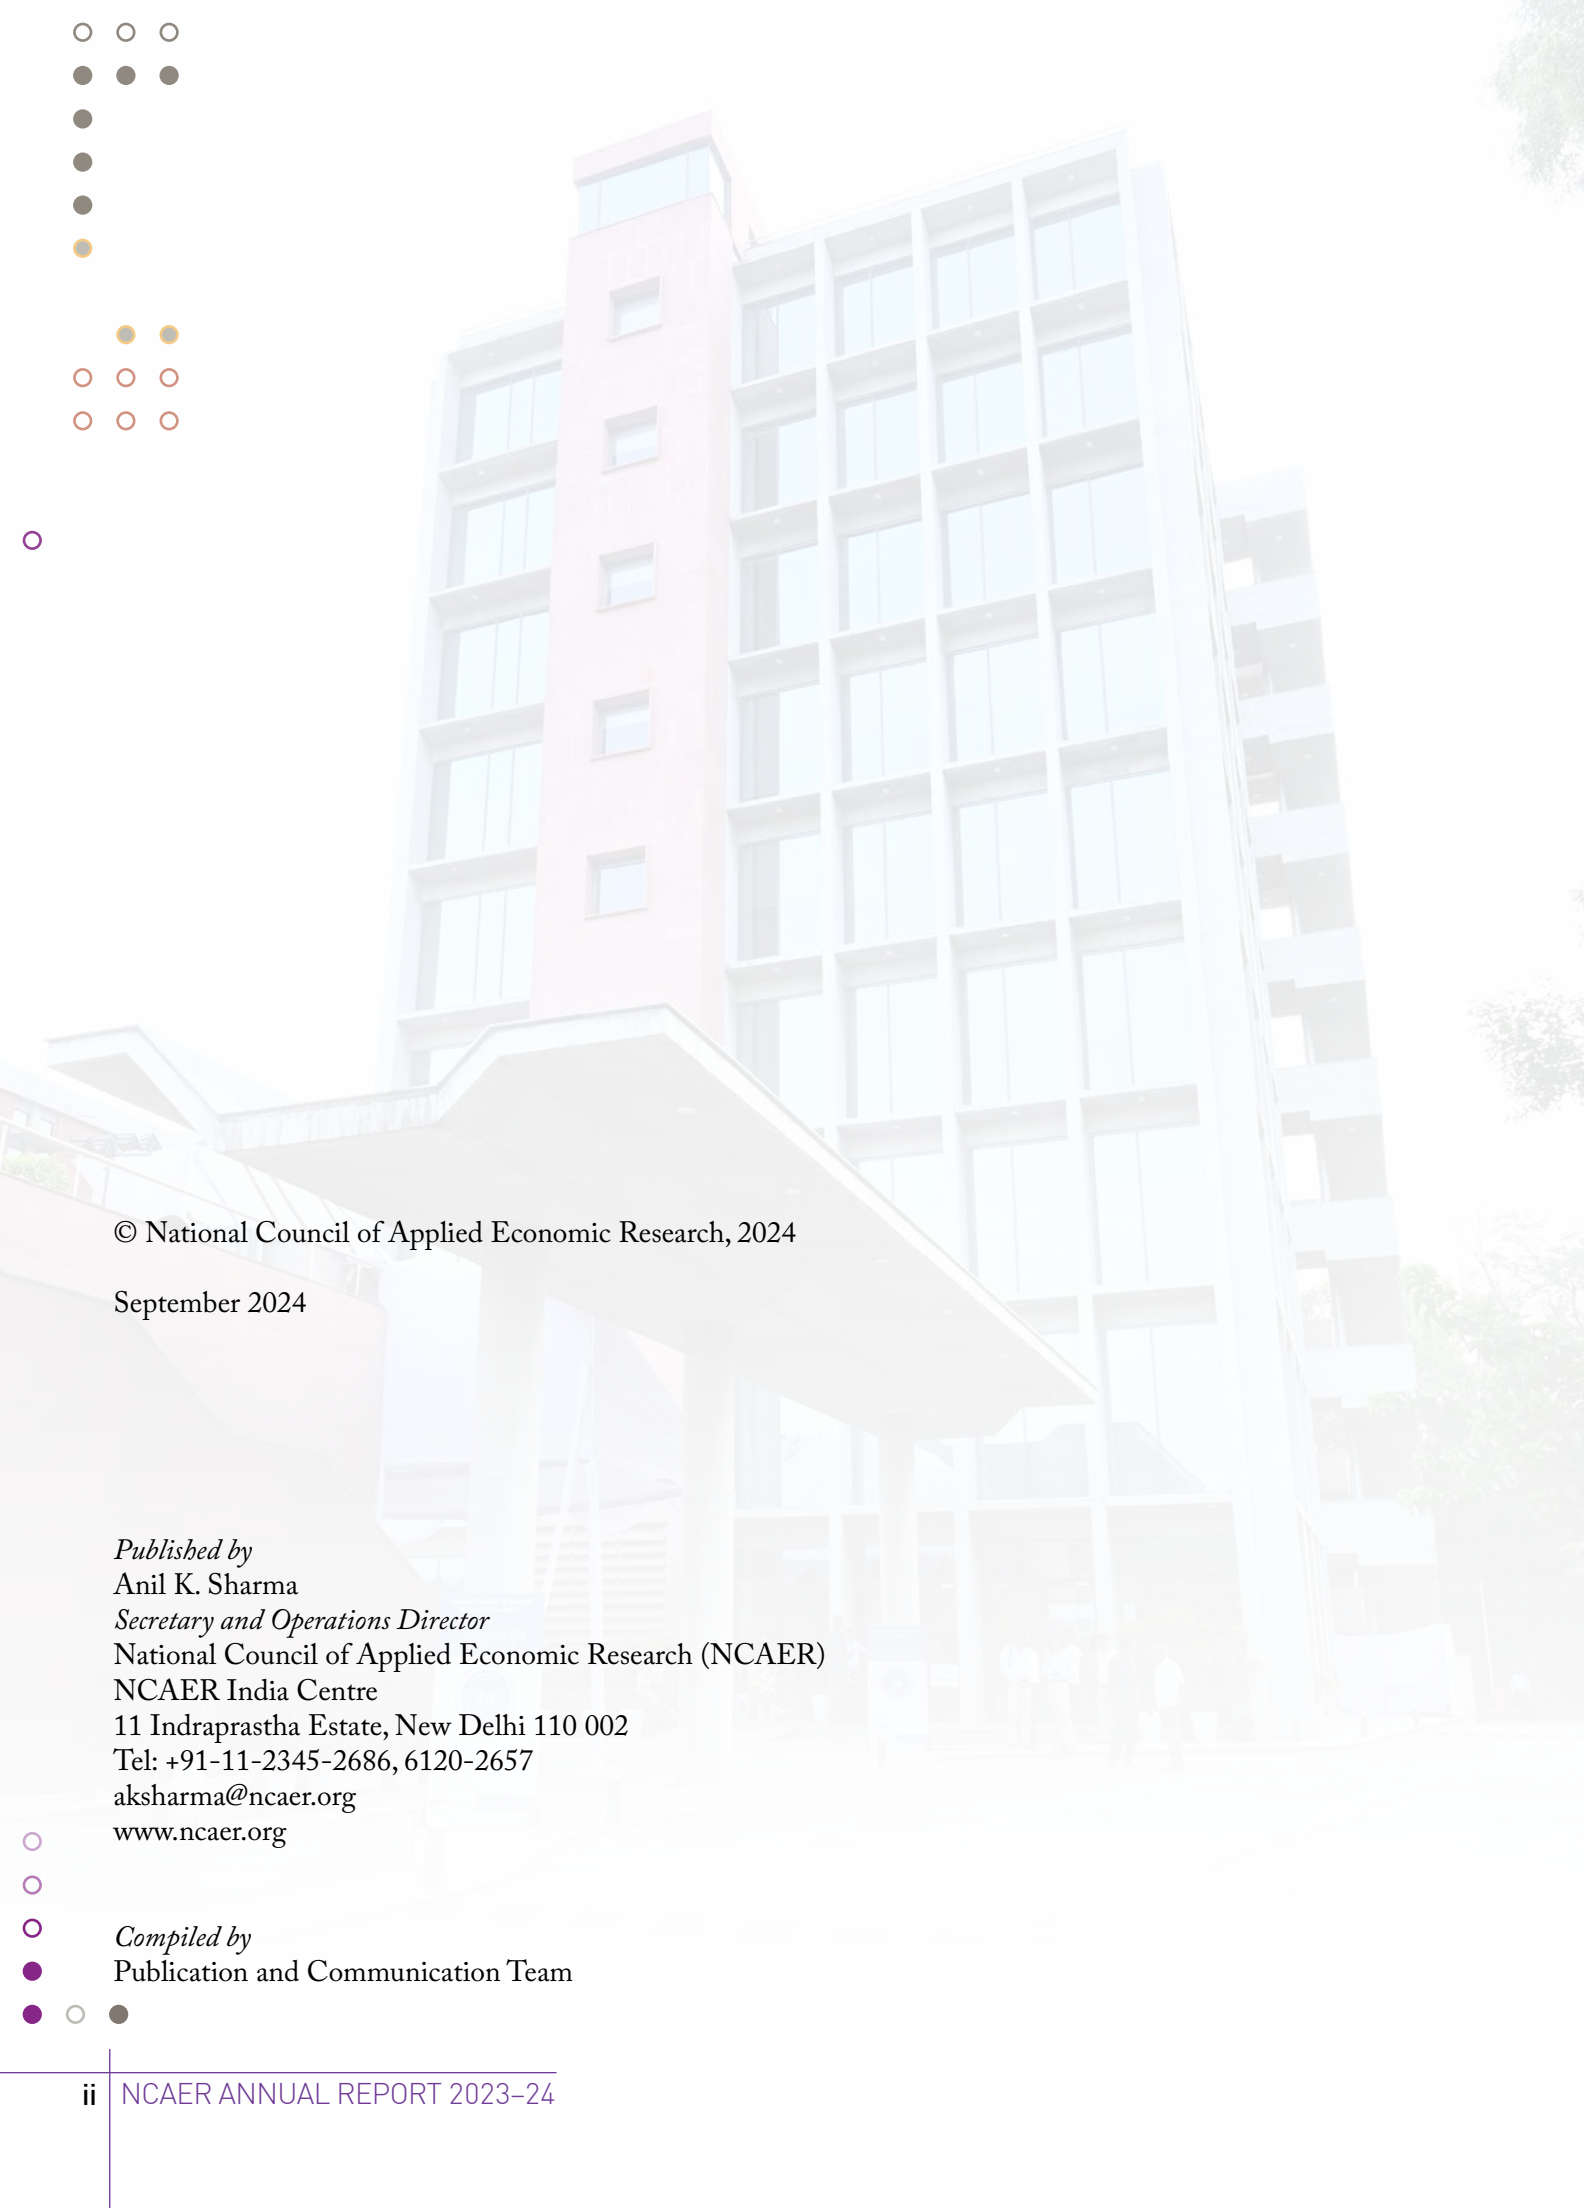 © National Council of Applied Economic Research, 2024
September 2024
Published by
Anil K. Sharma
Secretary and Operations Director
National Council of Applied Economic Research (NCAER)
NCAER India Centre
11 Indraprastha Estate, New Delhi 110 002
Tel: +91-11-2345-2686, 6120-2657
aksharma@ncaer.org
www.ncaer.org
Compiled by
Publication and Communication Team
ii NCAER ANNUAL REPORT 2023–24